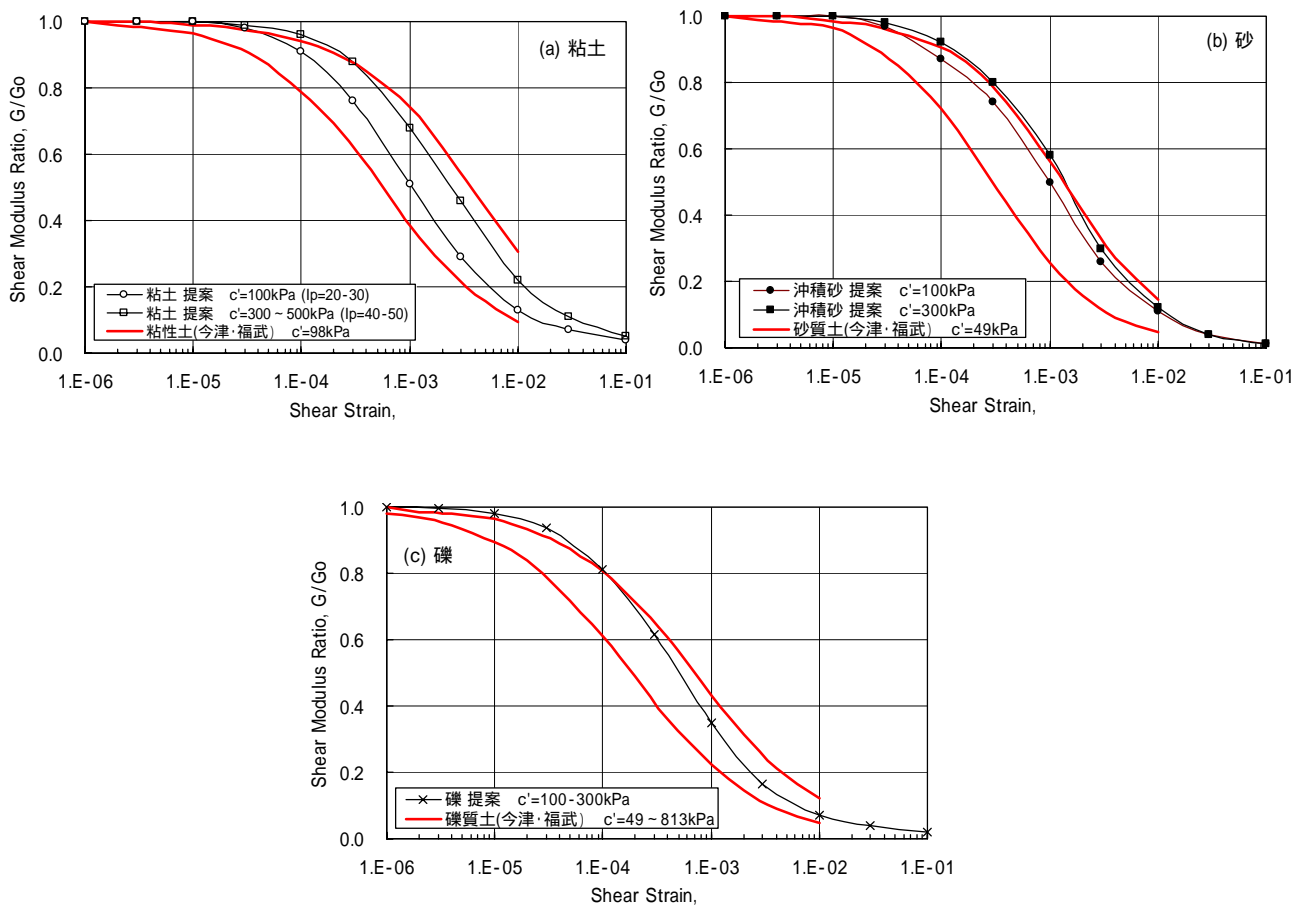 (a) 粘土
Shear Modulus Ratio, G/Go
1.0
0.8
0.6
0.4
0.2
0.0
粘土 提案 c'=100kPa (Ip=20-30)
粘土 提案 c'=300~500kPa (Ip=40-50)
粘性土(今津･福武) c'=98kPa
1.E-06 1.E-05 1.E-04 1.E-03 1.E-02 1.E-01
Shear Strain,
(b) 砂
Shear Modulus Ratio, G/Go
1.0
0.8
0.6
0.4
0.2
0.0
沖積砂 提案 c'=100kPa
沖積砂 提案 c'=300kPa
砂質土(今津･福武) c'=49kPa
1.E-06 1.E-05 1.E-04 1.E-03 1.E-02 1.E-01
Shear Strain,
(c) 礫
Shear Modulus Ratio, G/Go
1.0
0.8
0.6
0.4
0.2
0.0
礫 提案 c'=100-300kPa
礫質土(今津･福武) c'=49~813kPa
1.E-06 1.E-05 1.E-04 1.E-03 1.E-02 1.E-01
Shear Strain,